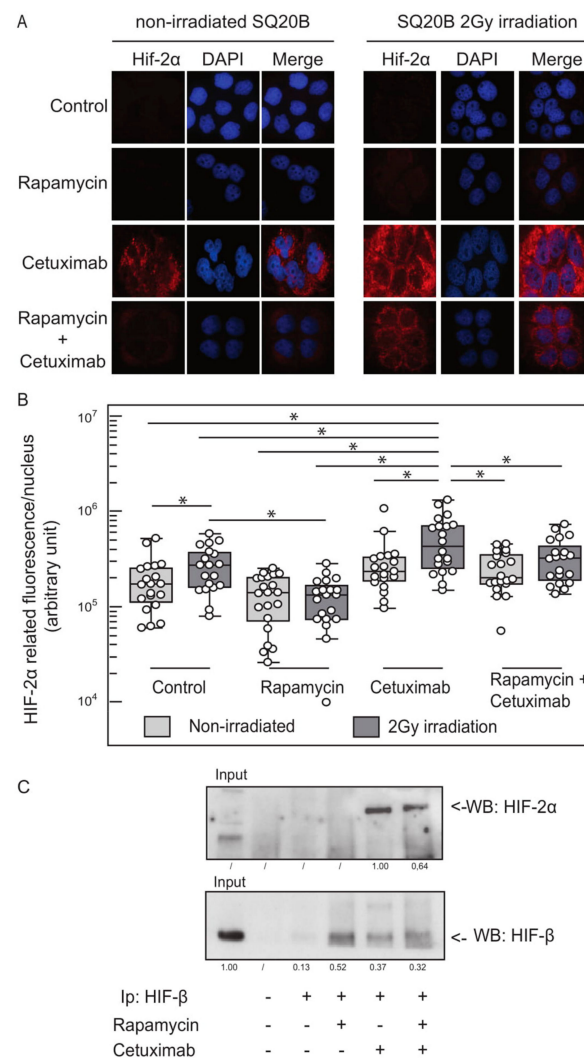 A
non-irradiated SQ20B
SQ20B 2Gy irradiation
Hif-2α DAPI Merge
Hif-2α DAPI Merge
Control
Rapamycin
Cetuximab
Rapamycin
+
Cetuximab
B
HIF-2α related fluorescence/nucleus
(arbitrary unit)
10⁷
10⁶
10⁵
10⁴
* * * * * * * * *
Control
Rapamycin
Cetuximab
Rapamycin +
Cetuximab
Non-irradiated
2Gy irradiation
C
Input
<-WB: HIF-2α
/ / / / 1.00 0,64
Input
<- WB: HIF-β
1.00 / 0.13 0.52 0.37 0.32
Ip: HIF-β - + + + +
Rapamycin - - + - +
Cetuximab - - - + +